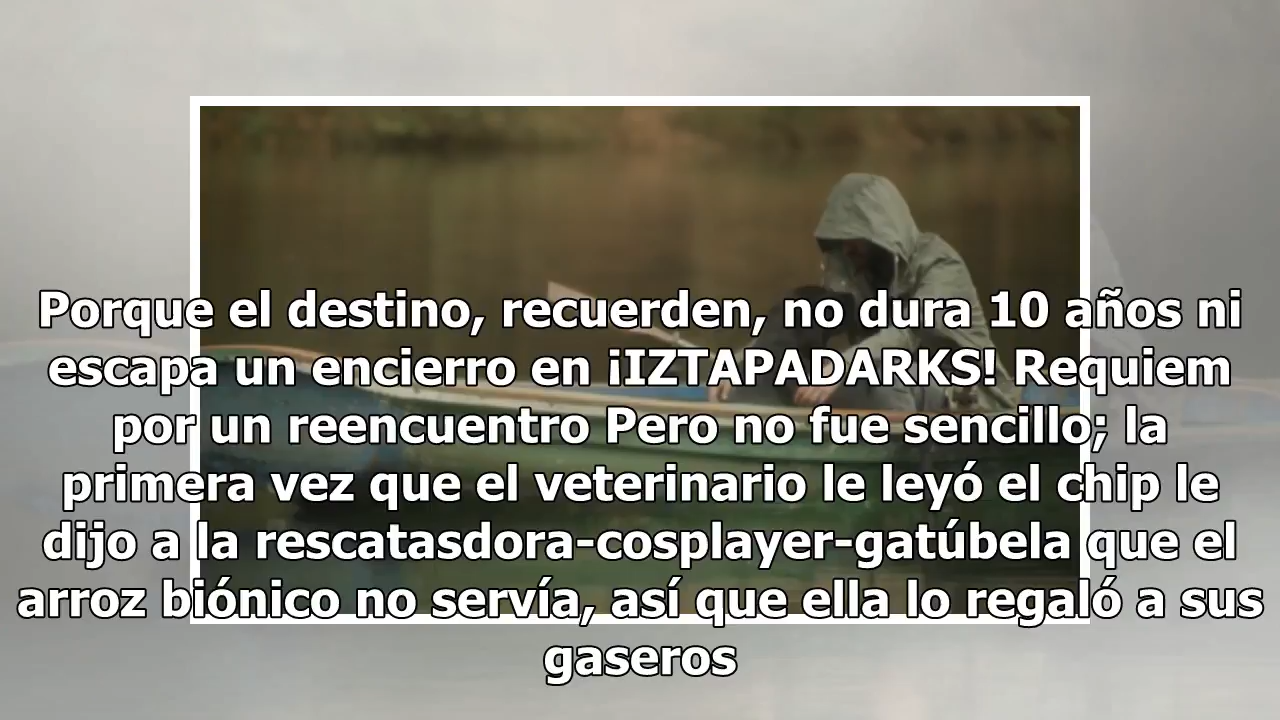 Porque el destino, recuerden, no dura 10 años ni
escapa un encierro en ¡IZTAPADARKS! Requiem
por un reencuentro Pero no fue sencillo; la
primera vez que el veterinario le leyó el chip le
dijo a la rescatasdora-cosplayer-gatúbela que el
arroz biónico no servía, así que ella lo regaló a sus
gaseros